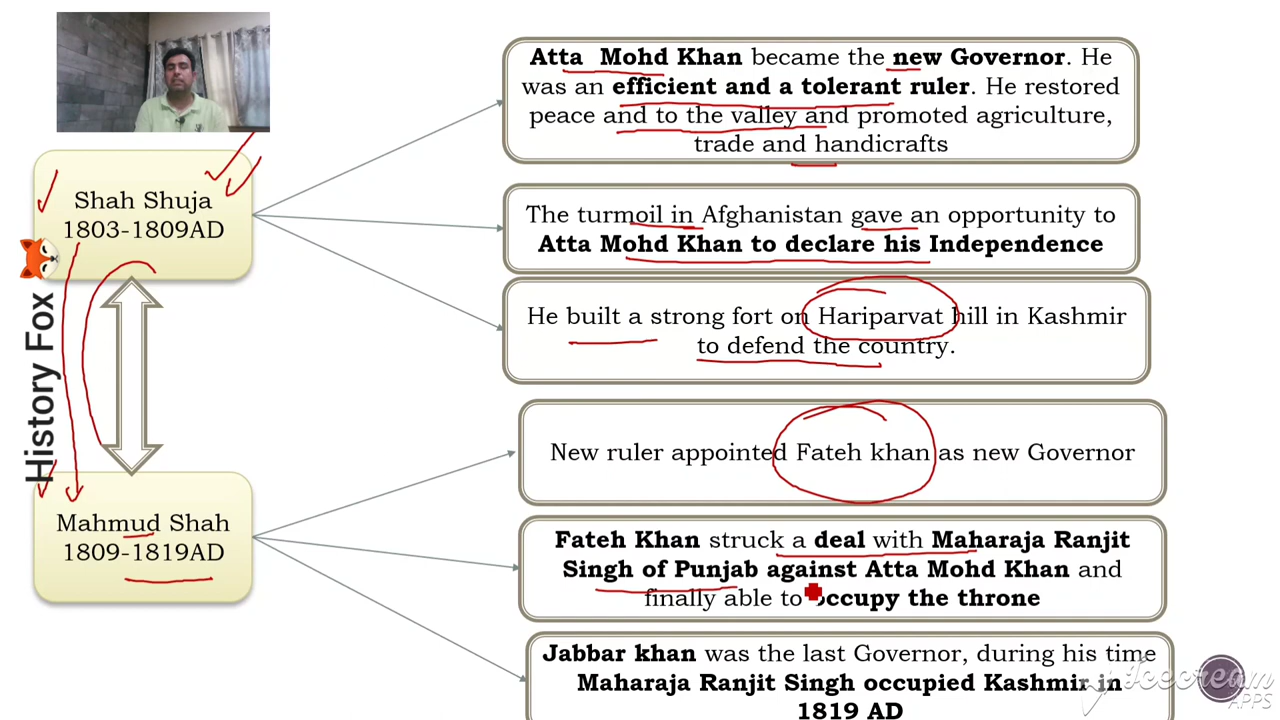 Atta Mohd Khan became the new Governor. He
was an efficient and a tolerant ruler. He restored
peace and to the valley and promoted agriculture,
trade and handicrafts
Shah Shuja
1803-1809AD
The turmoil in Afghanistan gave an opportunity to
Atta Mohd Khan to declare his Independence
He built a strong fort on Hariparvat hill in Kashmir
to defend the country.
History Fox
New ruler appointed Fateh khan as new Governor
Mahmud Shah
1809-1819AD
Fateh Khan struck a deal with Maharaja Ranjit
Singh of Punjab against Atta Mohd Khan and
finally able to occupy the throne
Jabbar khan was the last Governor, during his time
Maharaja Ranjit Singh occupied Kashmir in
1819 AD
Icecream
APPS